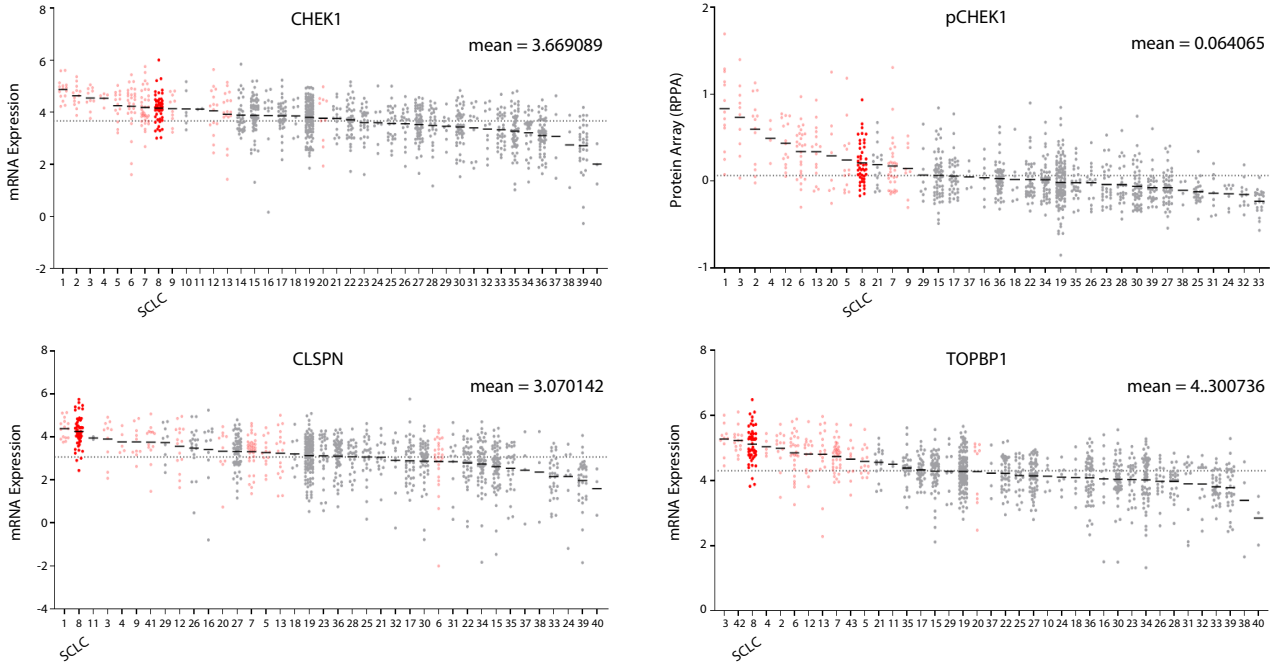 CHEK1
mean = 3.669089
mRNA Expression
8
6
4
2
0
-2
1 2 3 4 5 6 7 8 9 10 11 12 13 14 15 16 17 18 19 20 21 22 23 24 25 26 27 28 29 30 31 32 33 34 35 36 37 38 39 40
SCLC
pCHEK1
mean = 0.064065
Protein Array (RPPA)
2
1
0
-1
1 3 2 4 12 6 13 20 5 8 21 7 9 29 15 17 37 16 36 18 22 34 19 35 26 23 28 30 39 27 38 25 31 24 32 33
SCLC
CLSPN
mean = 3.070142
mRNA Expression
8
6
4
2
0
-2
-4
1 8 11 3 4 9 41 29 12 26 16 20 27 7 5 13 18 19 23 36 28 25 21 32 17 30 6 22 34 14 15 35 37 38 33 24 39 40
SCLC
TOPBP1
mean = 4..300736
mRNA Expression
8
6
4
2
0
3 42 8 4 2 6 12 13 7 43 5 21 11 35 17 15 29 19 20 37 22 25 27 10 24 18 36 16 30 23 34 26 28 31 32 33 39 38 40
SCLC